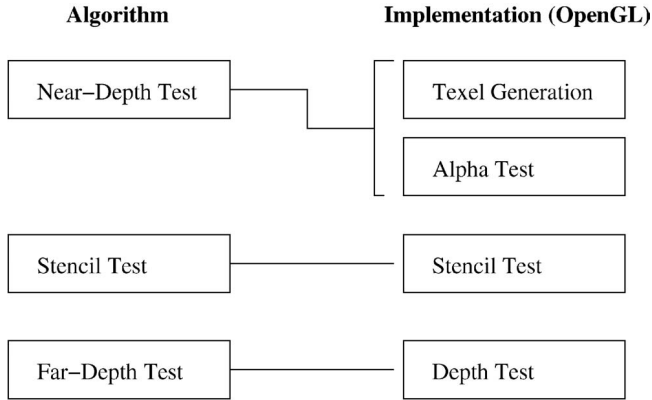 Algorithm
Implementation (OpenGL)
Near–Depth Test
Texel Generation
Alpha Test
Stencil Test
Stencil Test
Far–Depth Test
Depth Test